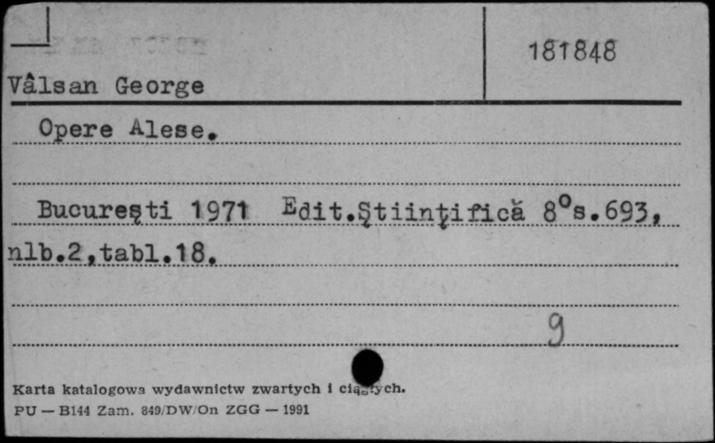 181848
Vâlsan George
Opere Alese.
Bucureşti 1971 Edit.Ştiinţifică 8°s.693,
nlb.2,tabl.18.
9
Karta katalogowa wydawnictw zwartych i ciągłych.
PU — B144 Zam. 849/DW/On ZGG — 1991